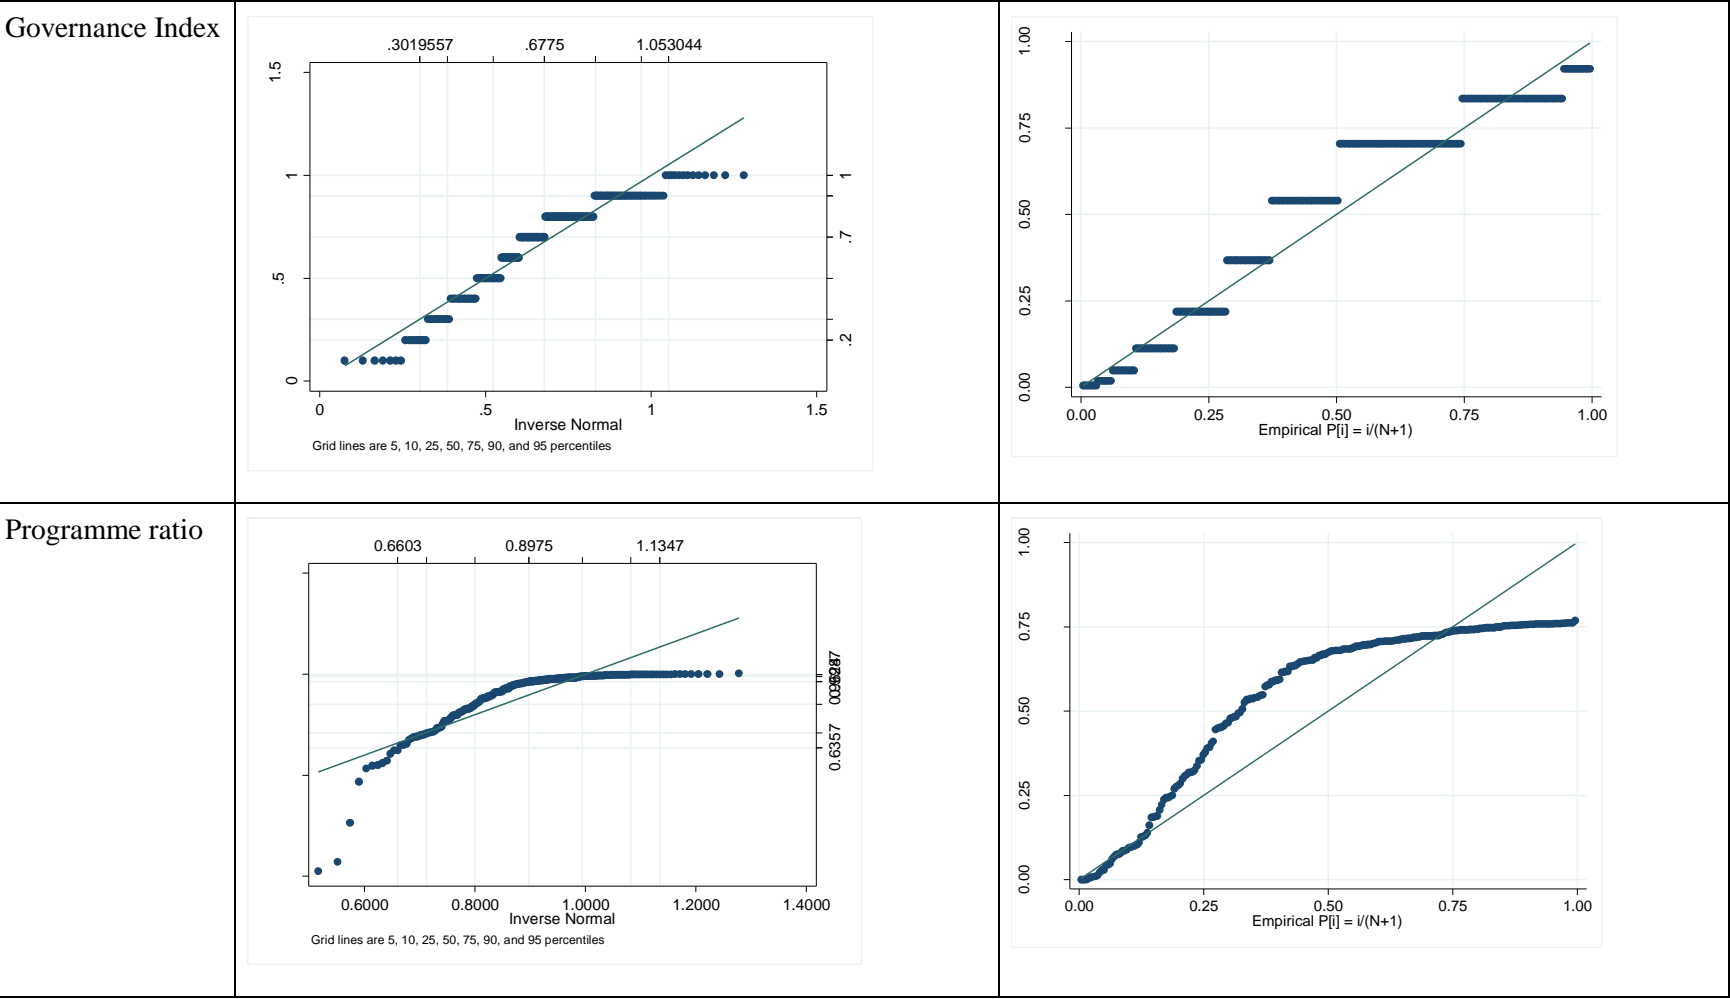 Governance Index
.3019557 .6775 1.053044
1.5
1
.5
0
1
.7
.2
0 .5 1 1.5
Inverse Normal
Grid lines are 5, 10, 25, 50, 75, 90, and 95 percentiles
1.00
0.75
0.50
0.25
0.00
0.00 0.25 0.50 0.75 1.00
Empirical P[i] = i/(N+1)
Programme ratio
0.6603 0.8975 1.1347
0.6357
0.6000 0.8000 1.0000 1.2000 1.4000
Inverse Normal
Grid lines are 5, 10, 25, 50, 75, 90, and 95 percentiles
1.00
0.75
0.50
0.25
0.00
0.00 0.25 0.50 0.75 1.00
Empirical P[i] = i/(N+1)